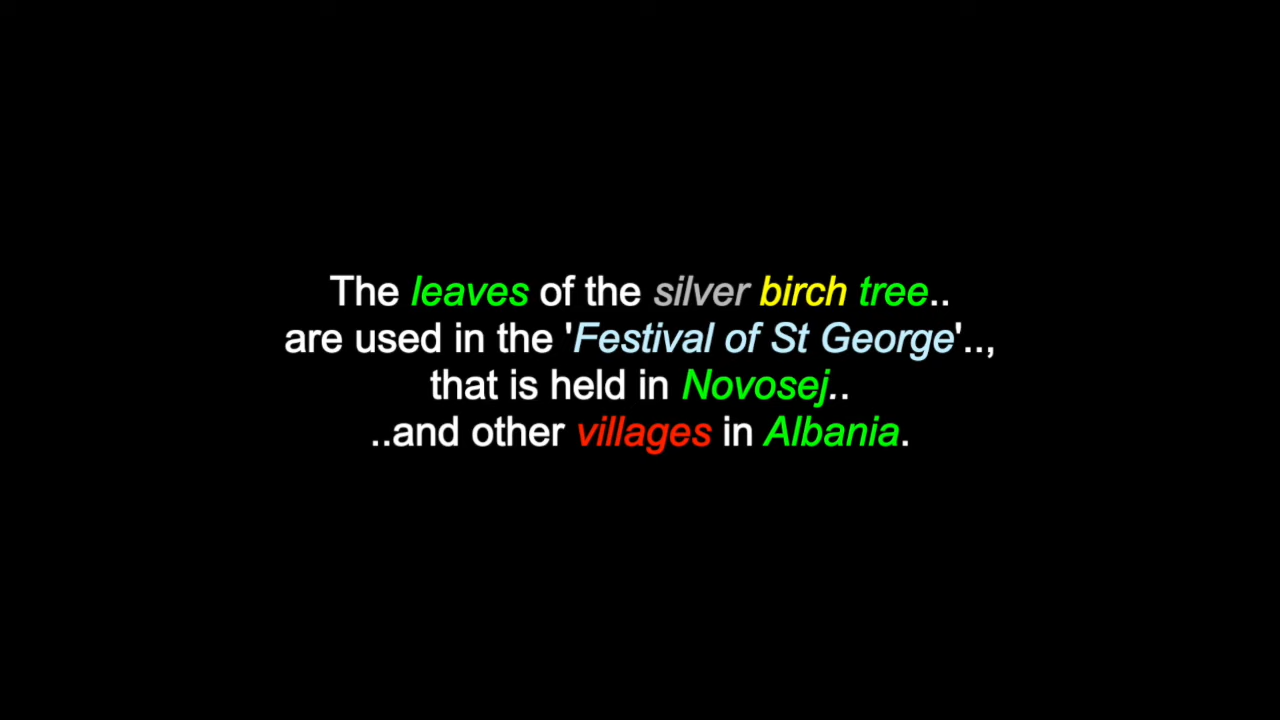 The leaves of the silver birch tree..
are used in the 'Festival of St George'..,
that is held in Novosej..
..and other villages in Albania.